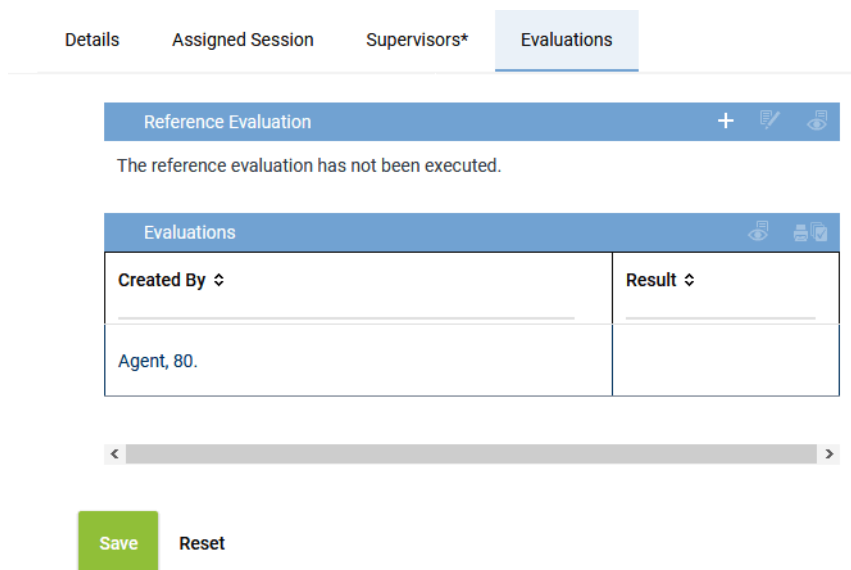 Details Assigned Session Supervisors* Evaluations
Reference Evaluation
The reference evaluation has not been executed.
Evaluations
Created By Result
Agent, 80.
Save Reset